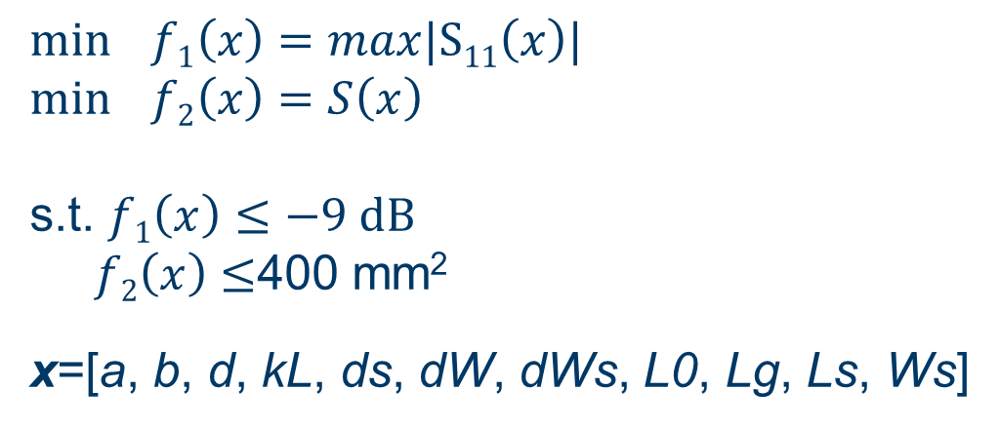 min f₁(x) = max|S₁₁(x)|
min f₂(x) = S(x)
s.t. f₁(x) ≤ −9 dB
f₂(x) ≤400 mm²
x=[a, b, d, kL, ds, dW, dWs, L0, Lg, Ls, Ws]